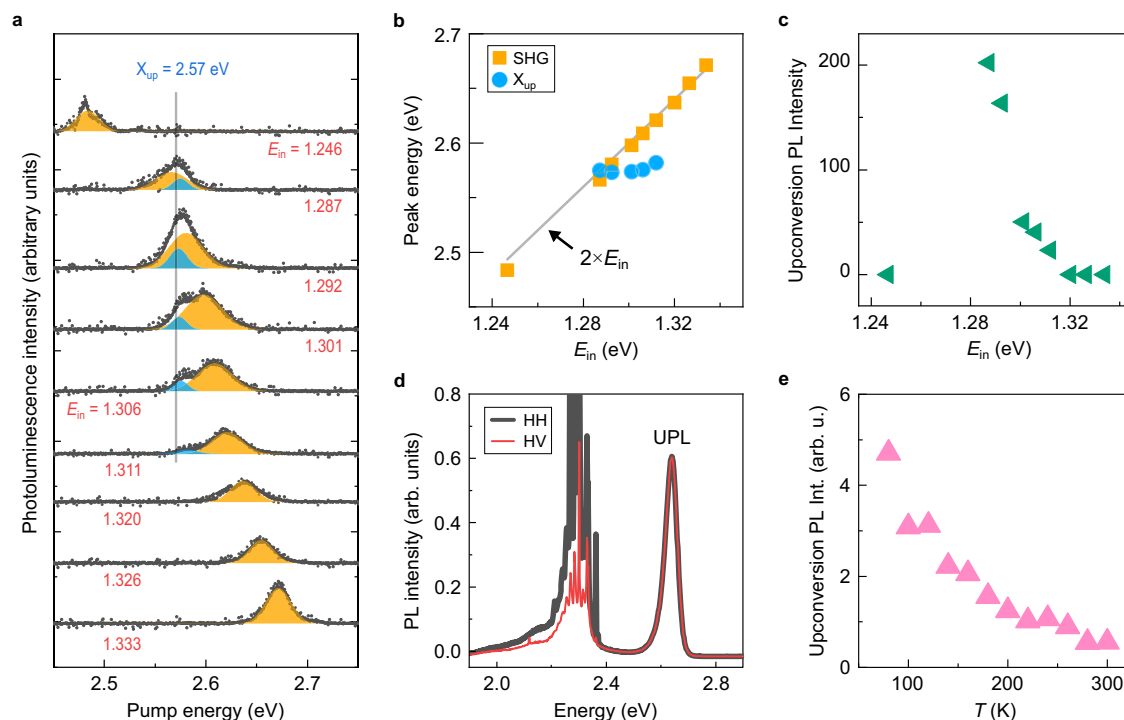 a
Photoluminescence intensity (arbitrary units)
X_up = 2.57 eV
E_in = 1.246
1.287
1.292
1.301
E_in = 1.306
1.311
1.320
1.326
1.333
2.5 2.6 2.7
Pump energy (eV)
b
Peak energy (eV)
2.7
2.6
2.5
2.4
SHG
X_up
2×E_in
1.24 1.28 1.32
E_in (eV)
c
Upconversion PL Intensity
200
100
0
1.24 1.28 1.32
E_in (eV)
d
PL intensity (arb. units)
0.8
0.6
0.4
0.2
0.0
HH
HV
UPL
2.0 2.4 2.8
Energy (eV)
e
Upconversion PL Int. (arb. u.)
6
4
2
0
100 200 300
T (K)